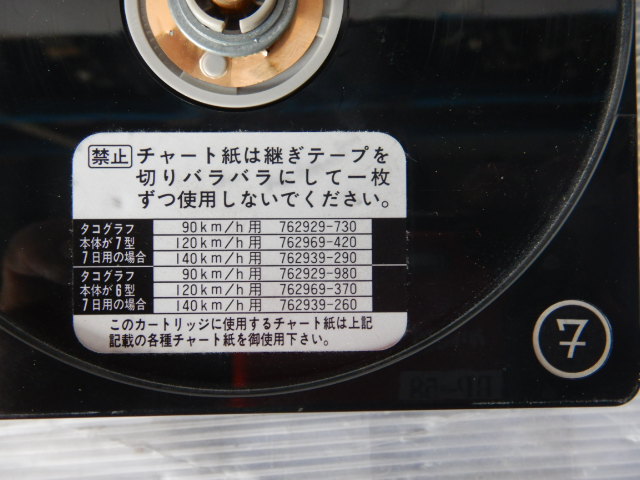 禁止 チャート紙は継ぎテープを
切りバラバラにして一枚
ずつ使用しないでください。
タコグラフ 90km/h用 762929-730
本体が7型 120km/h用 762969-420
7日用の場合 140km/h用 762939-290
タコグラフ 90km/h用 762929-980
本体が6型 120km/h用 762969-370
7日用の場合 140km/h用 762939-260
このカートリッジに使用するチャート紙は上記
記載の各種チャート紙を御使用下さい。
7